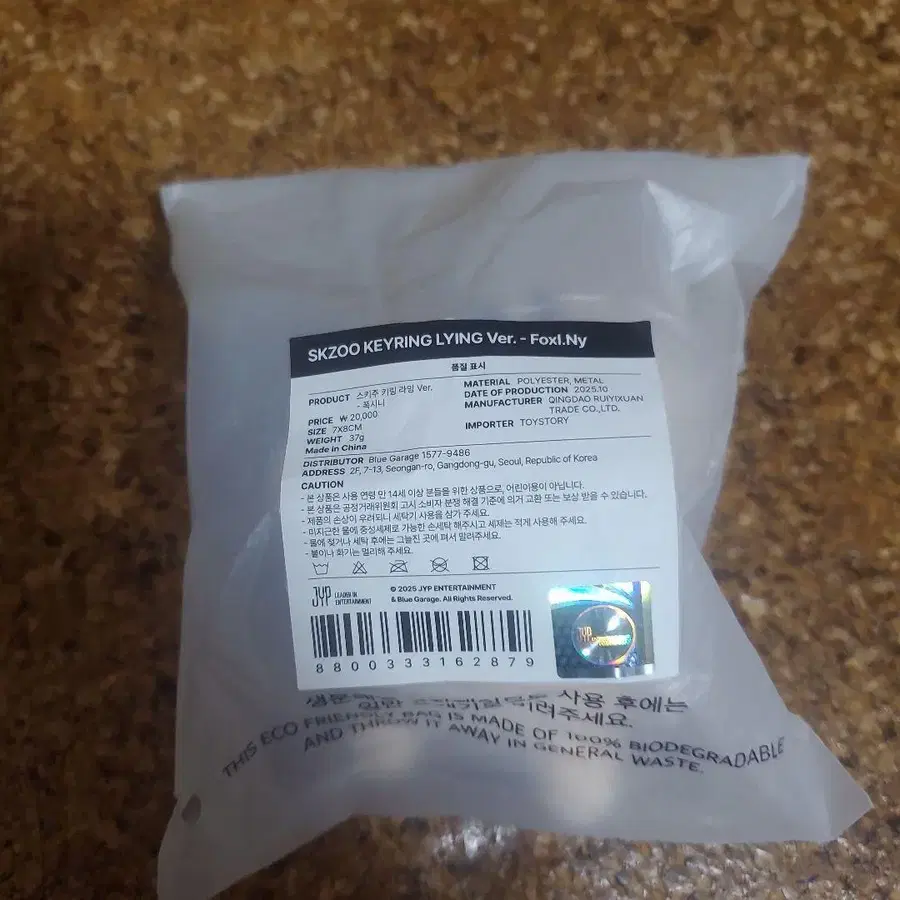 SKZOO KEYRING LYING Ver. - FoxI.Ny
품질 표시
PRODUCT 스키주 키링 라잉 Ver.
- 폭시니
PRICE ₩ 20,000
SIZE 7X8CM
WEIGHT 37g
Made in China
MATERIAL POLYESTER, METAL
DATE OF PRODUCTION 2025.10
MANUFACTURER QINGDAO RUIYIXUAN
TRADE CO.,LTD.
IMPORTER TOYSTORY
DISTRIBUTOR Blue Garage 1577-9486
ADDRESS 2F, 7-13, Seongan-ro, Gangdong-gu, Seoul, Republic of Korea
CAUTION
- 본 상품은 사용 연령 만 14세 이상 분들을 위한 상품으로, 어린이용이 아닙니다.
- 본 상품은 공정거래위원회 고시 소비자 분쟁 해결 기준에 의거 교환 또는 보상 받을 수 있습니다.
- 제품의 손상이 우려되니 세탁기 사용을 삼가 주세요.
- 미지근한 물에 중성세제로 가능한 손세탁 해주시고 세제는 적게 사용해 주세요.
- 물에 젖거나 세탁 후에는 그늘진 곳에 펴서 말려주세요.
- 불이나 화기는 멀리해 주세요.
JYP LEADER IN
ENTERTAINMENT
© 2025 JYP ENTERTAINMENT
& Blue Garage. All Rights Reserved.
8800333162879
JYP
사용 후에는
버려주세요.
THIS ECO FRIENDLY BAG IS MADE OF 100% BIODEGRADABLE
AND THROW IT AWAY IN GENERAL WASTE.